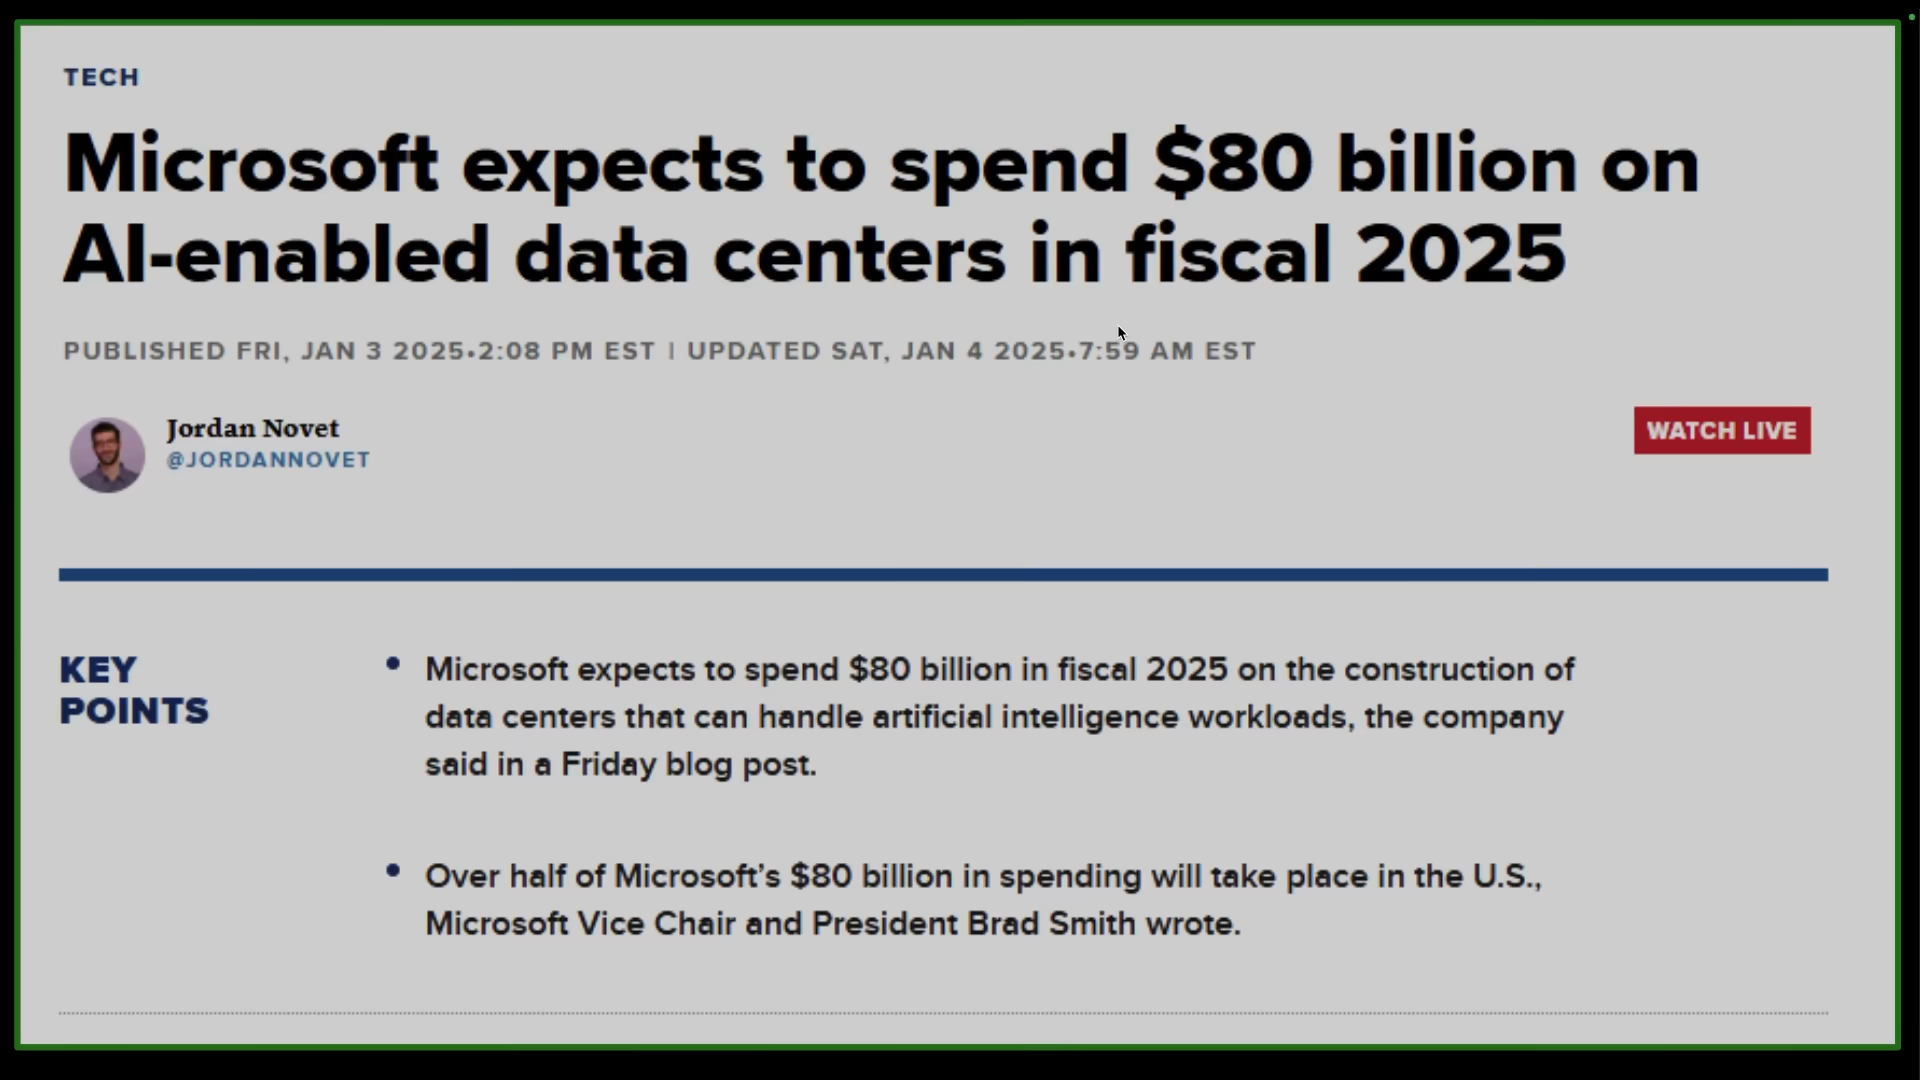 TECH
Microsoft expects to spend $80 billion on
AI-enabled data centers in fiscal 2025
PUBLISHED FRI, JAN 3 2025•2:08 PM EST | UPDATED SAT, JAN 4 2025•7:59 AM EST
Jordan Novet
@JORDANNOVET
WATCH LIVE
KEY
POINTS
• Microsoft expects to spend $80 billion in fiscal 2025 on the construction of
data centers that can handle artificial intelligence workloads, the company
said in a Friday blog post.
• Over half of Microsoft’s $80 billion in spending will take place in the U.S.,
Microsoft Vice Chair and President Brad Smith wrote.